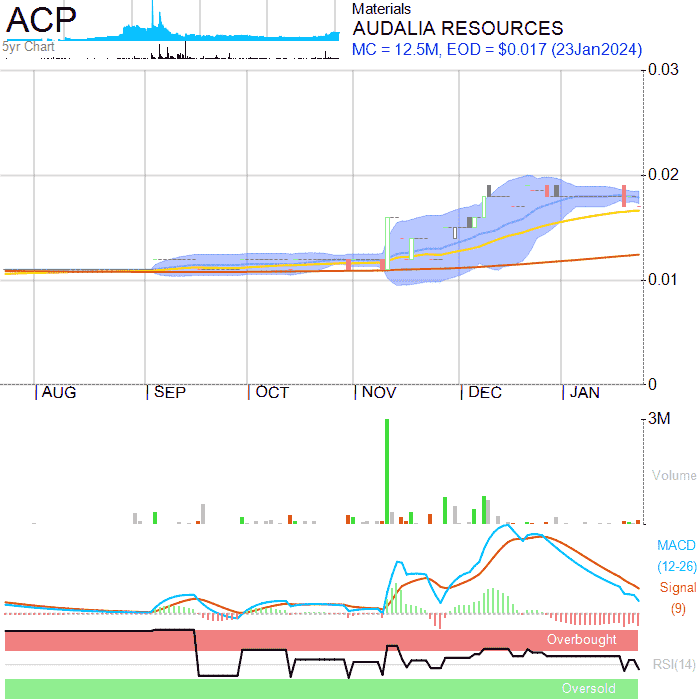 ACP
5yr Chart
Materials
AUDALIA RESOURCES
MC = 12.5M, EOD = $0.017 (23Jan2024)
0.03
0.02
0.01
0
AUG
SEP
OCT
NOV
DEC
JAN
3M
Volume
MACD
(12-26)
Signal
(9)
Overbought
RSI(14)
Oversold